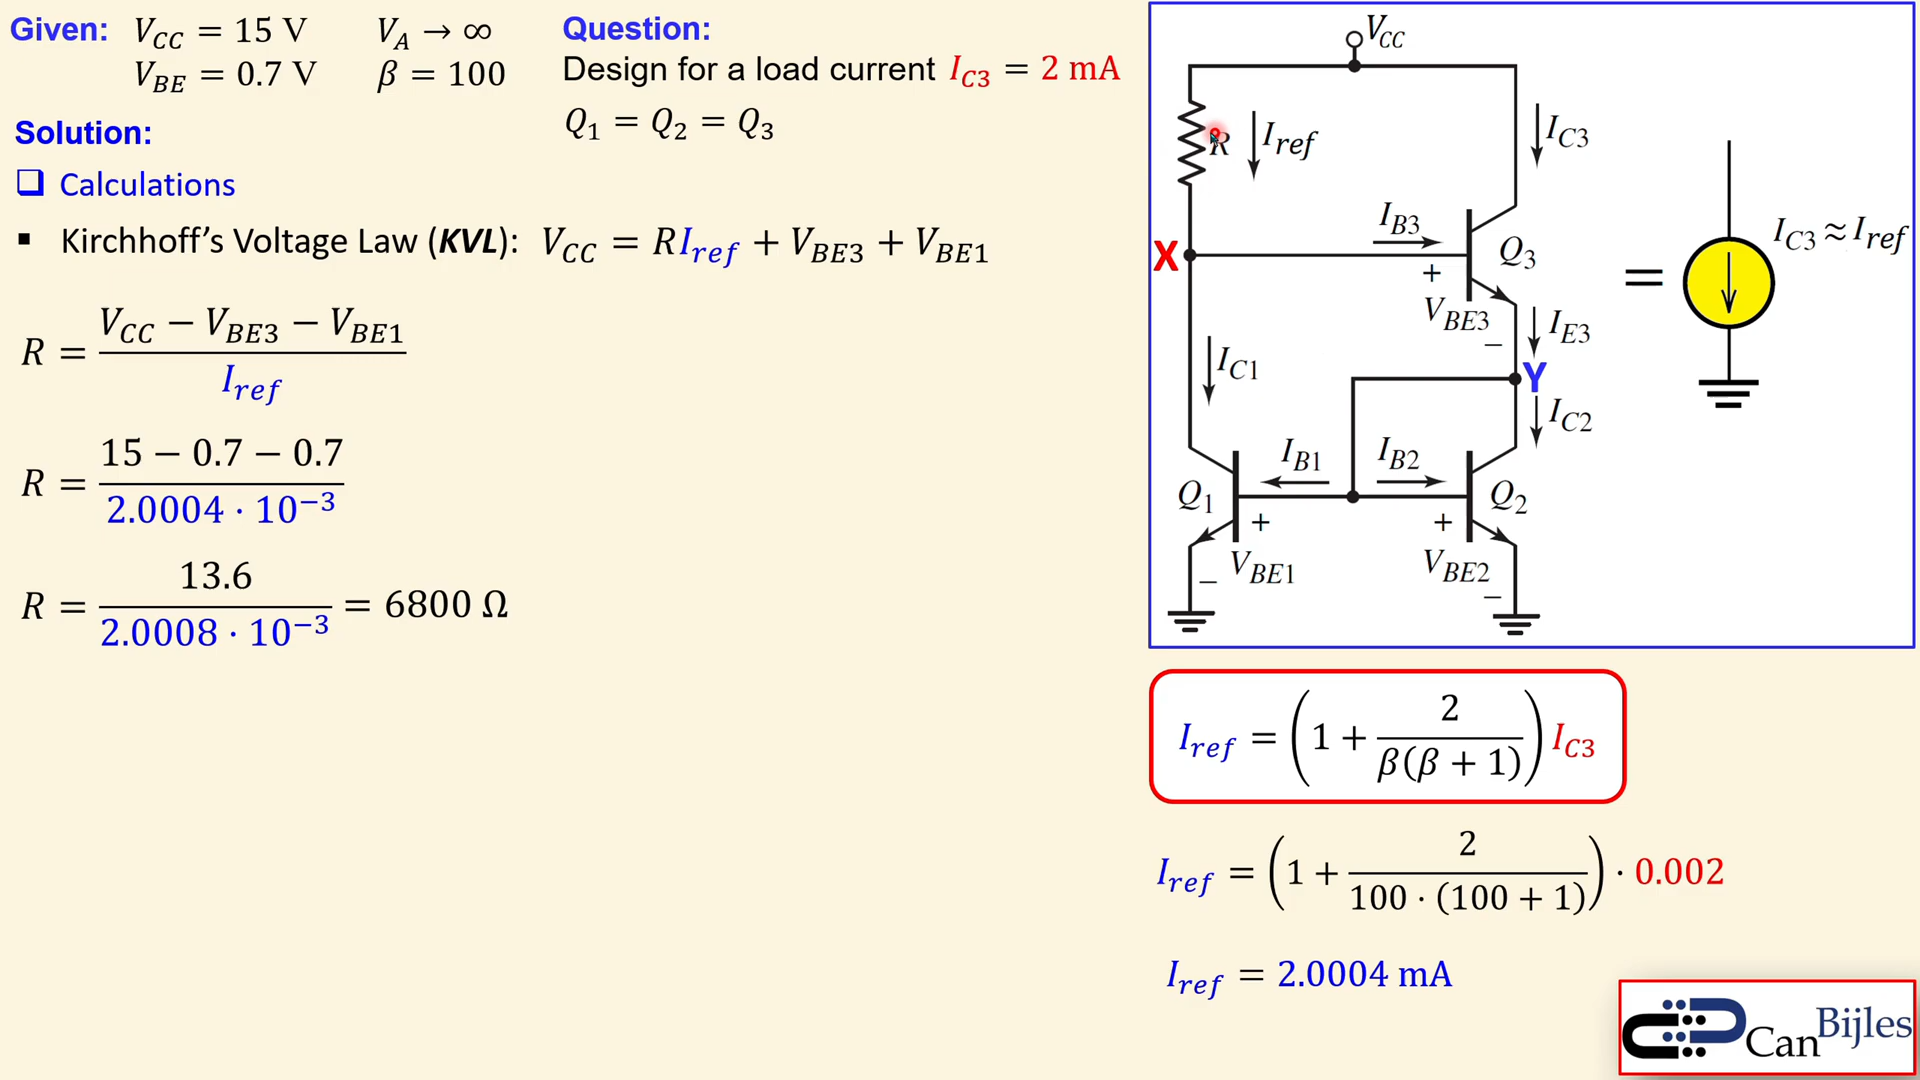 Given: V_CC = 15 V V_A → ∞
V_BE = 0.7 V β = 100
Question:
Design for a load current I_C3 = 2 mA
Q_1 = Q_2 = Q_3
Solution:
❑ Calculations
▪ Kirchhoff's Voltage Law (KVL): V_CC = RI_ref + V_BE3 + V_BE1
R = (V_CC − V_BE3 − V_BE1) / I_ref
R = (15 − 0.7 − 0.7) / (2.0004 · 10^−3)
R = 13.6 / (2.0008 · 10^−3) = 6800 Ω
V_CC
R
I_ref
I_C3
I_B3
X
Q_3
+
V_BE3
−
I_E3
Y
I_C1
I_C2
I_B1
I_B2
Q_1
Q_2
+
+
V_BE1
−
V_BE2
−
=
I_C3 ≈ I_ref
I_ref = (1 + 2 / (β(β + 1))) I_C3
I_ref = (1 + 2 / (100 · (100 + 1))) · 0.002
I_ref = 2.0004 mA
Can Bijles